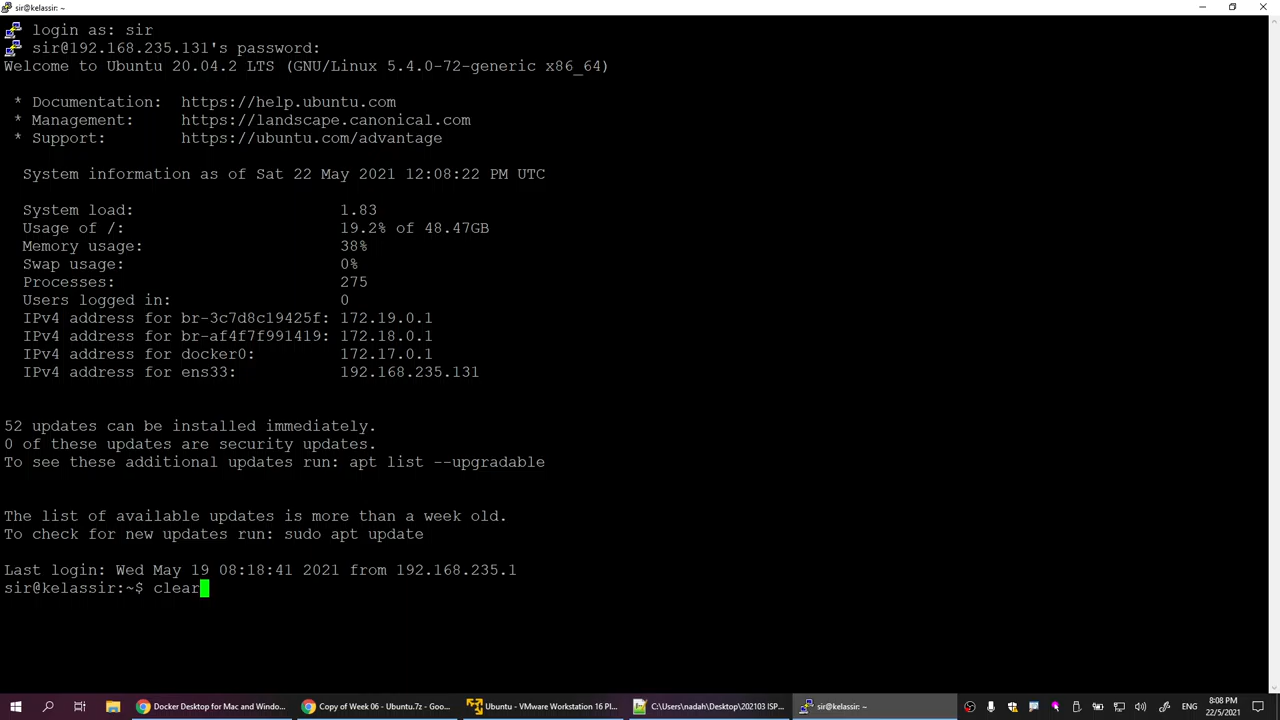 sir@kelassir: ~
login as: sir
sir@192.168.235.131's password:
Welcome to Ubuntu 20.04.2 LTS (GNU/Linux 5.4.0-72-generic x86_64)
* Documentation: https://help.ubuntu.com
* Management: https://landscape.canonical.com
* Support: https://ubuntu.com/advantage
System information as of Sat 22 May 2021 12:08:22 PM UTC
System load: 1.83
Usage of /: 19.2% of 48.47GB
Memory usage: 38%
Swap usage: 0%
Processes: 275
Users logged in: 0
IPv4 address for br-3c7d8c19425f: 172.19.0.1
IPv4 address for br-af4f7f991419: 172.18.0.1
IPv4 address for docker0: 172.17.0.1
IPv4 address for ens33: 192.168.235.131
52 updates can be installed immediately.
0 of these updates are security updates.
To see these additional updates run: apt list --upgradable
The list of available updates is more than a week old.
To check for new updates run: sudo apt update
Last login: Wed May 19 08:18:41 2021 from 192.168.235.1
sir@kelassir:~$ clear
Docker Desktop for Mac and Windo...
Copy of Week 06 - Ubuntu.7z - Goo...
Ubuntu - VMware Workstation 16 Pl...
C:\Users\nadah\Desktop\202103 ISP...
sir@kelassir: ~
ENG
8:08 PM
22/5/2021